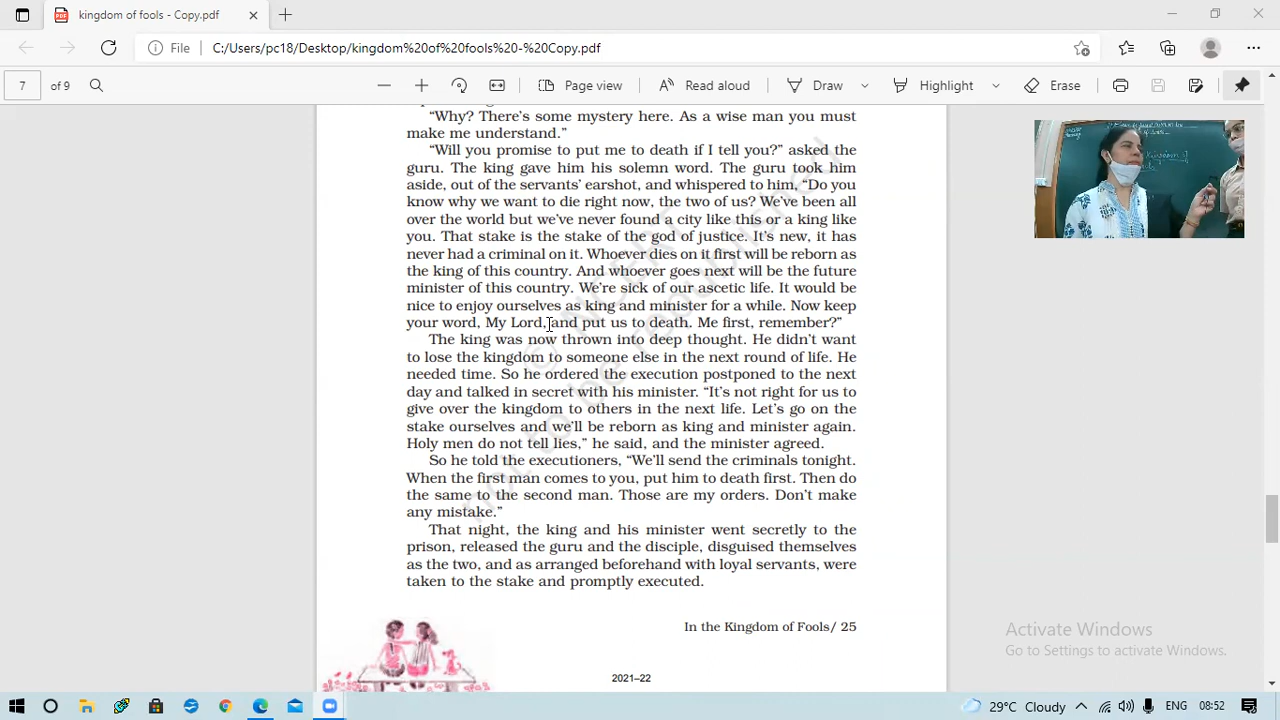 kingdom of fools - Copy.pdf
File
C:/Users/pc18/Desktop/kingdom%20of%20fools%20-%20Copy.pdf
7 of 9
Page view
Read aloud
Draw
Highlight
Erase
“Why? There’s some mystery here. As a wise man you must
make me understand.”
“Will you promise to put me to death if I tell you?” asked the
guru. The king gave him his solemn word. The guru took him
aside, out of the servants’ earshot, and whispered to him, “Do you
know why we want to die right now, the two of us? We’ve been all
over the world but we’ve never found a city like this or a king like
you. That stake is the stake of the god of justice. It’s new, it has
never had a criminal on it. Whoever dies on it first will be reborn as
the king of this country. And whoever goes next will be the future
minister of this country. We’re sick of our ascetic life. It would be
nice to enjoy ourselves as king and minister for a while. Now keep
your word, My Lord, and put us to death. Me first, remember?”
The king was now thrown into deep thought. He didn’t want
to lose the kingdom to someone else in the next round of life. He
needed time. So he ordered the execution postponed to the next
day and talked in secret with his minister. “It’s not right for us to
give over the kingdom to others in the next life. Let’s go on the
stake ourselves and we’ll be reborn as king and minister again.
Holy men do not tell lies,” he said, and the minister agreed.
So he told the executioners, “We’ll send the criminals tonight.
When the first man comes to you, put him to death first. Then do
the same to the second man. Those are my orders. Don’t make
any mistake.”
That night, the king and his minister went secretly to the
prison, released the guru and the disciple, disguised themselves
as the two, and as arranged beforehand with loyal servants, were
taken to the stake and promptly executed.
In the Kingdom of Fools/ 25
2021–22
not to be republished
Kingdom of
Activate Windows
Go to Settings to activate Windows.
29°C Cloudy
ENG
08:52